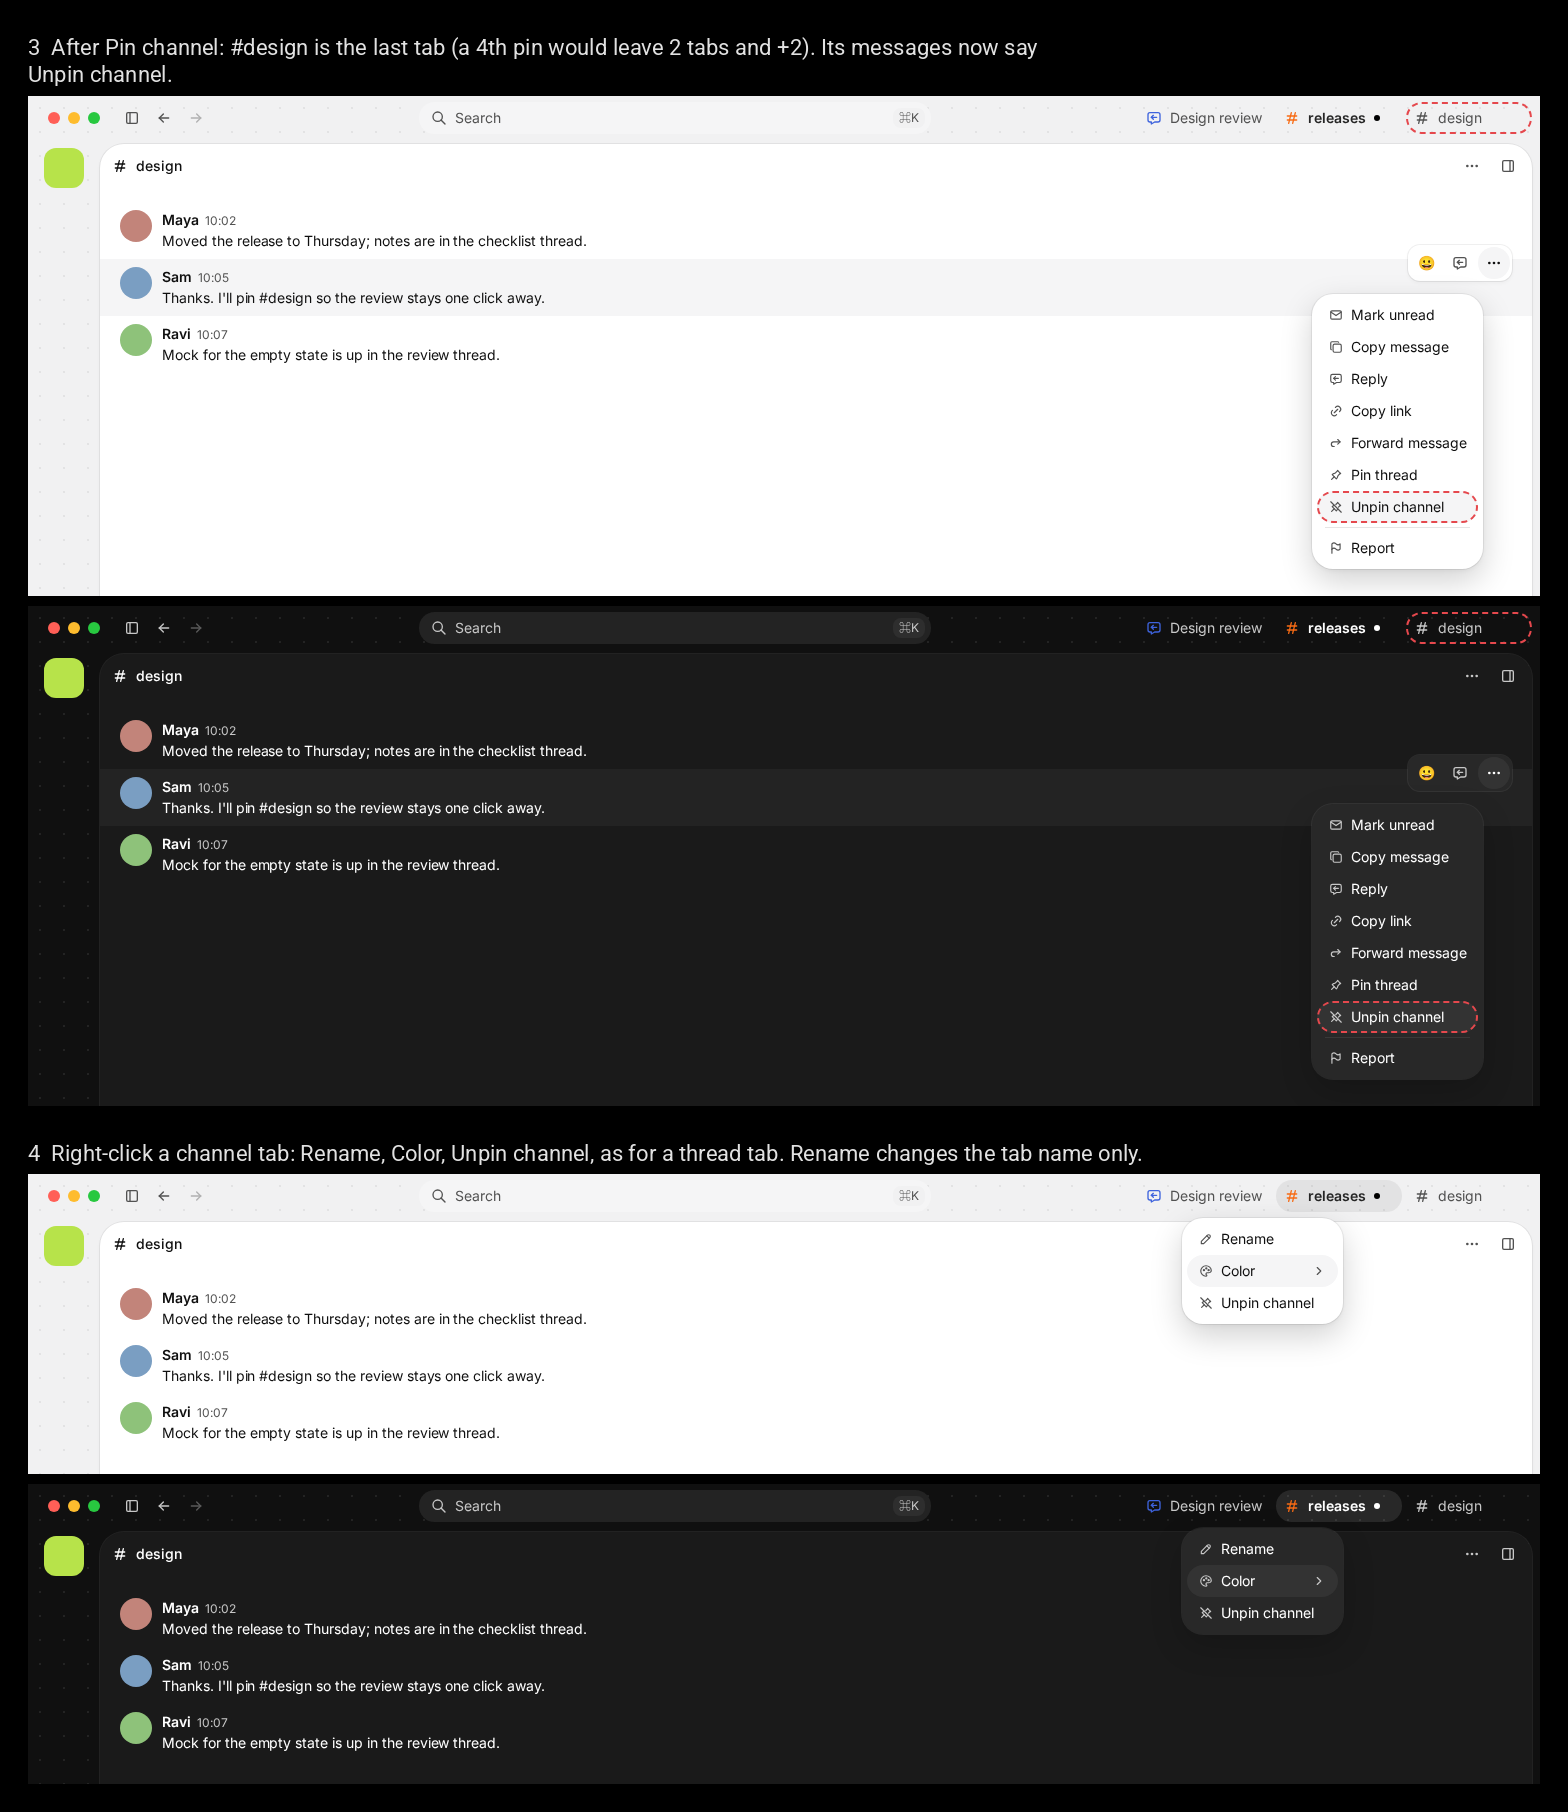 3 After Pin channel: #design is the last tab (a 4th pin would leave 2 tabs and +2). Its messages now say
Unpin channel.
Search ⌘K Design review # releases # design
# design
Maya 10:02
Moved the release to Thursday; notes are in the checklist thread.
Sam 10:05
Thanks. I'll pin #design so the review stays one click away.
Ravi 10:07
Mock for the empty state is up in the review thread.
Mark unread
Copy message
Reply
Copy link
Forward message
Pin thread
Unpin channel
Report
Search ⌘K Design review # releases # design
# design
Maya 10:02
Moved the release to Thursday; notes are in the checklist thread.
Sam 10:05
Thanks. I'll pin #design so the review stays one click away.
Ravi 10:07
Mock for the empty state is up in the review thread.
Mark unread
Copy message
Reply
Copy link
Forward message
Pin thread
Unpin channel
Report
4 Right-click a channel tab: Rename, Color, Unpin channel, as for a thread tab. Rename changes the tab name only.
Search ⌘K Design review # releases # design
# design
Rename
Color
Unpin channel
Maya 10:02
Moved the release to Thursday; notes are in the checklist thread.
Sam 10:05
Thanks. I'll pin #design so the review stays one click away.
Ravi 10:07
Mock for the empty state is up in the review thread.
Search ⌘K Design review # releases # design
# design
Rename
Color
Unpin channel
Maya 10:02
Moved the release to Thursday; notes are in the checklist thread.
Sam 10:05
Thanks. I'll pin #design so the review stays one click away.
Ravi 10:07
Mock for the empty state is up in the review thread.